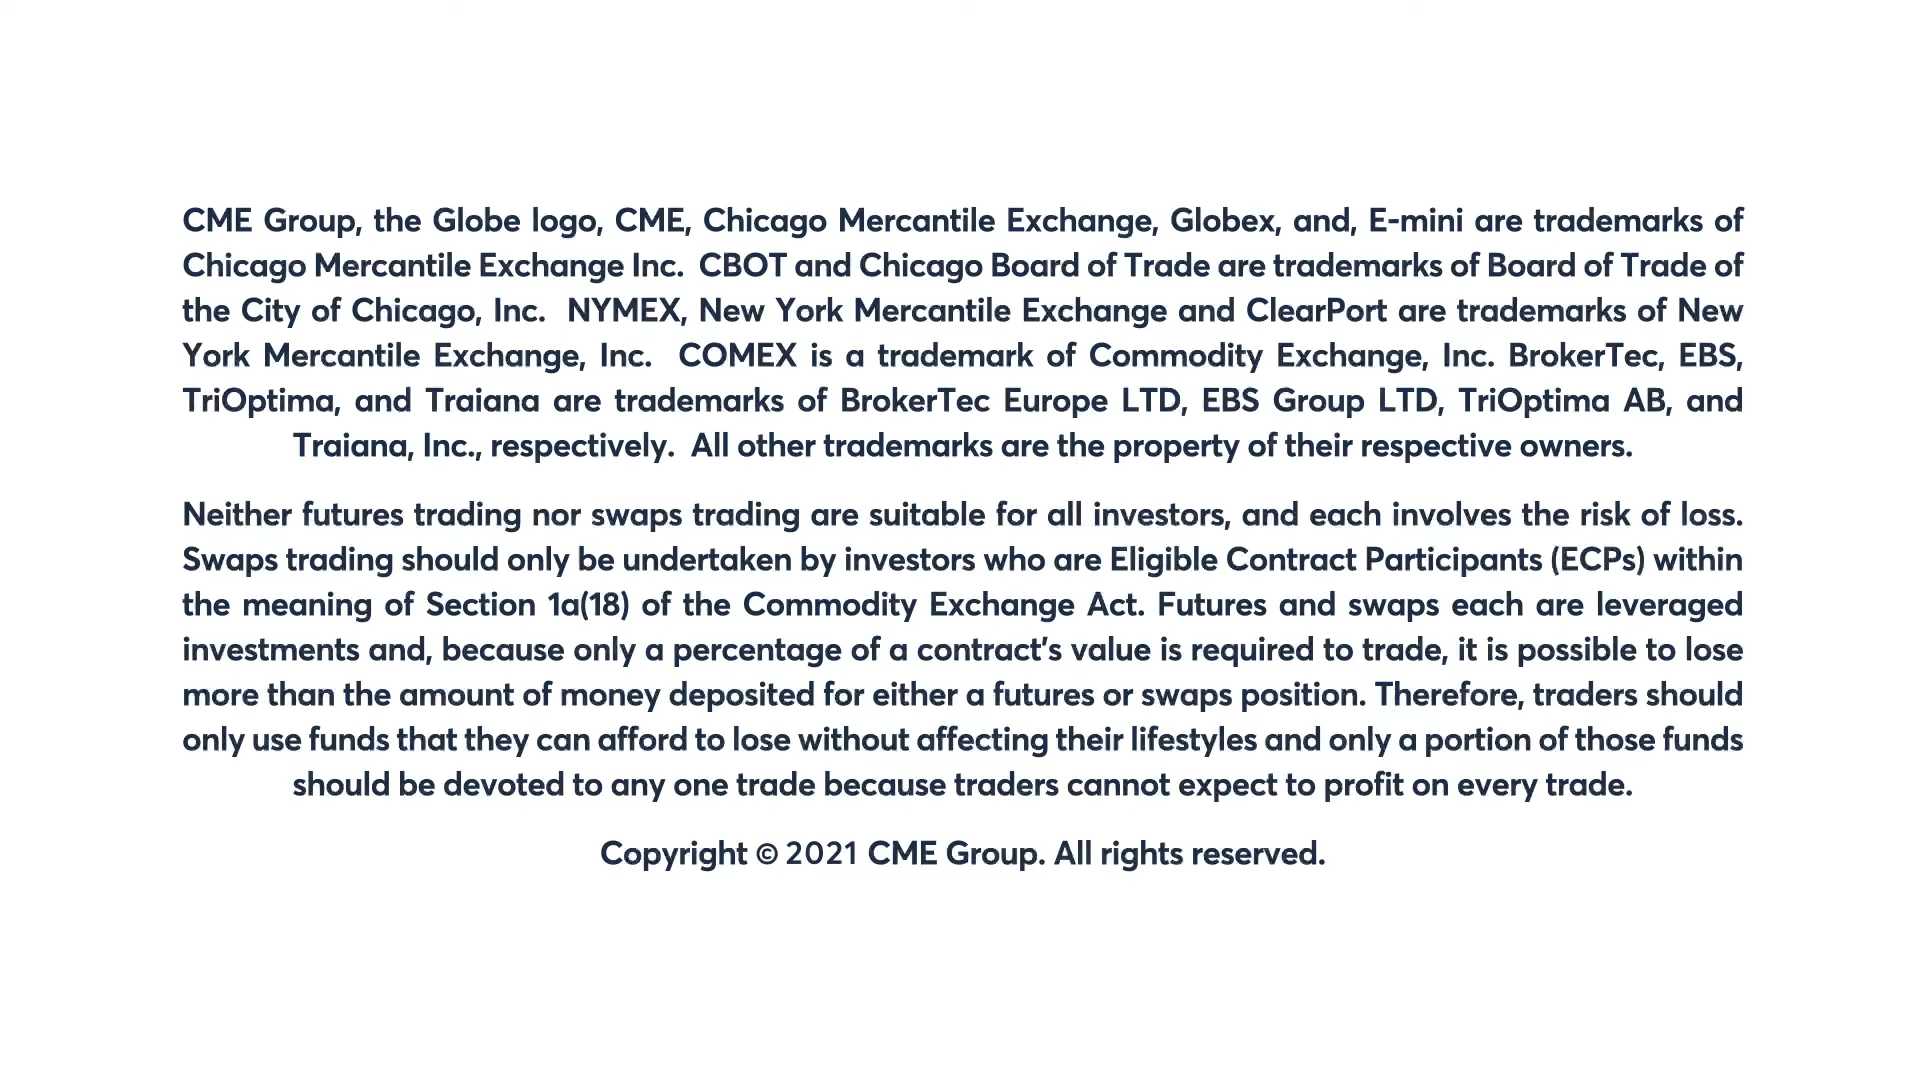 CME Group, the Globe logo, CME, Chicago Mercantile Exchange, Globex, and, E-mini are trademarks of
Chicago Mercantile Exchange Inc.  CBOT and Chicago Board of Trade are trademarks of Board of Trade of
the City of Chicago, Inc.  NYMEX, New York Mercantile Exchange and ClearPort are trademarks of New
York Mercantile Exchange, Inc.  COMEX is a trademark of Commodity Exchange, Inc. BrokerTec, EBS,
TriOptima, and Traiana are trademarks of BrokerTec Europe LTD, EBS Group LTD, TriOptima AB, and
Traiana, Inc., respectively.  All other trademarks are the property of their respective owners.
Neither futures trading nor swaps trading are suitable for all investors, and each involves the risk of loss.
Swaps trading should only be undertaken by investors who are Eligible Contract Participants (ECPs) within
the meaning of Section 1a(18) of the Commodity Exchange Act. Futures and swaps each are leveraged
investments and, because only a percentage of a contract's value is required to trade, it is possible to lose
more than the amount of money deposited for either a futures or swaps position. Therefore, traders should
only use funds that they can afford to lose without affecting their lifestyles and only a portion of those funds
should be devoted to any one trade because traders cannot expect to profit on every trade.
Copyright © 2021 CME Group. All rights reserved.